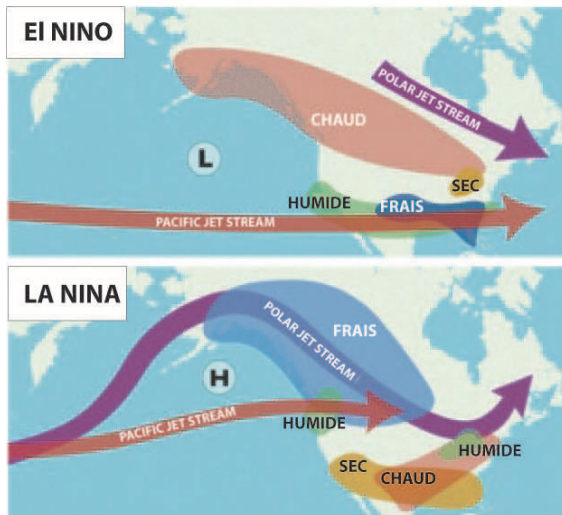 El NINO
POLAR JET STREAM
CHAUD
L
SEC
HUMIDE
FRAIS
PACIFIC JET STREAM
LA NINA
POLAR JET STREAM
FRAIS
H
PACIFIC JET STREAM
HUMIDE
HUMIDE
SEC
CHAUD